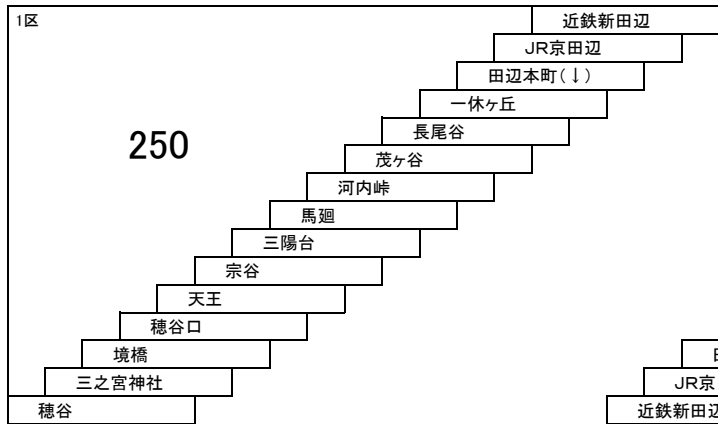 1区
近鉄新田辺
JR京田辺
田辺本町(↓)
一休ヶ丘
長尾谷
250
茂ヶ谷
河内峠
馬廻
三陽台
宗谷
天王
穂谷口
境橋
三之宮神社
JR京
穂谷
近鉄新田辺